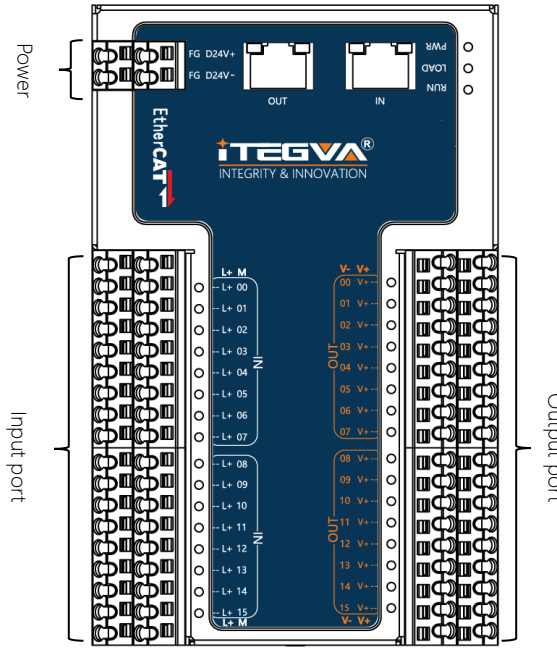 Power
FG D24V+
FG D24V-
OUT
IN
PWR
LOAD
RUN
EtherCAT
iTEGVA®
INTEGRITY & INNOVATION
L+ M
L+ 00
L+ 01
L+ 02
L+ 03
L+ 04
L+ 05
L+ 06
L+ 07
IN
L+ 08
L+ 09
L+ 10
L+ 11
L+ 12
L+ 13
L+ 14
L+ 15
L+ M
IN
V- V+
00 V+
01 V+
02 V+
03 V+
04 V+
05 V+
06 V+
07 V+
OUT
08 V+
09 V+
10 V+
11 V+
12 V+
13 V+
14 V+
15 V+
V- V+
OUT
Input port
Output port